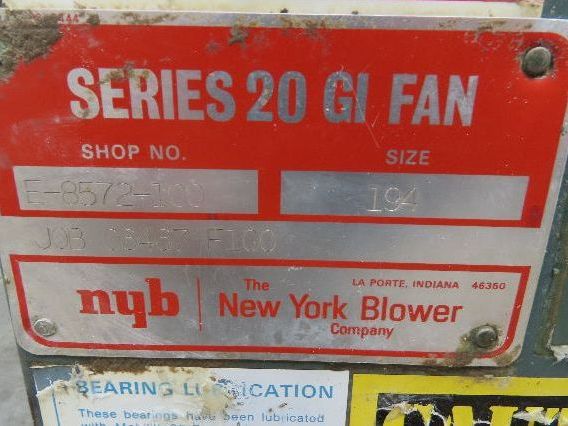 SERIES 20 GI FAN
SHOP NO. SIZE
E-8572-100 194
JOB F100
nyb The New York Blower Company
LA PORTE, INDIANA 46350
BEARING LUBRICATION
These bearings have been lubricated